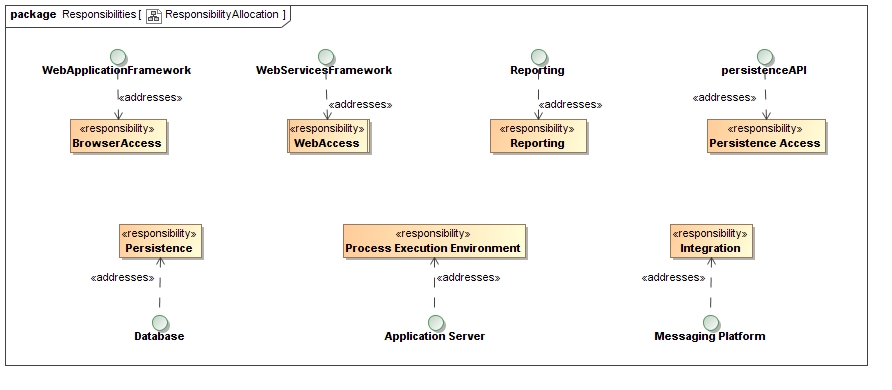 package Responsibilities [ ResponsibilityAllocation ]
WebApplicationFramework
WebServicesFramework
Reporting
persistenceAPI
«addresses»
«addresses»
«addresses»
«addresses»
«responsibility»
BrowserAccess
«responsibility»
WebAccess
«responsibility»
Reporting
«responsibility»
Persistence Access
«responsibility»
Persistence
«responsibility»
Process Execution Environment
«responsibility»
Integration
«addresses»
«addresses»
«addresses»
Database
Application Server
Messaging Platform